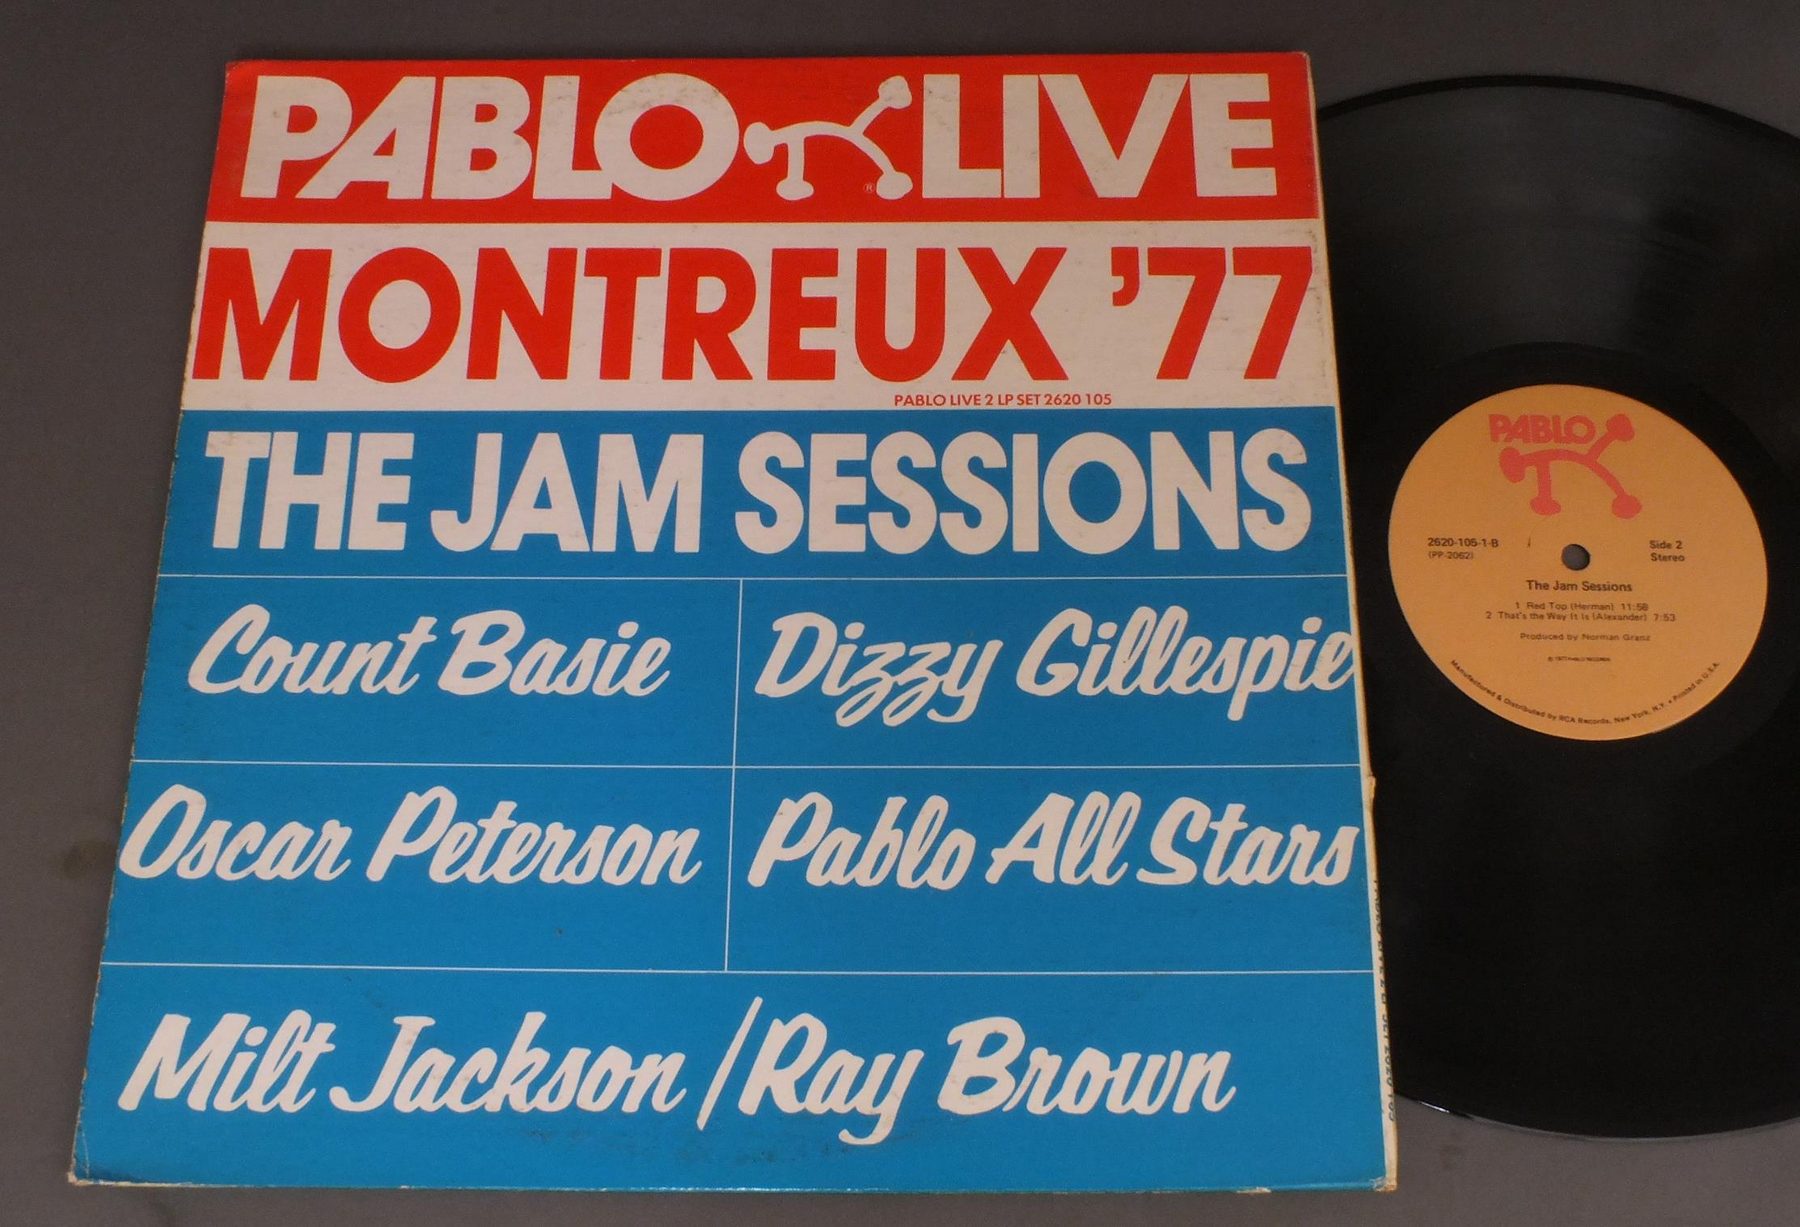 PABLO LIVE
®
MONTREUX '77
PABLO LIVE 2 LP SET 2620 105
THE JAM SESSIONS
Count Basie
Dizzy Gillespie
Oscar Peterson
Pablo All Stars
Milt Jackson / Ray Brown
PABLO
2620-105-1-B
(PP-2062)
Side 2
Stereo
The Jam Sessions
1 Red Top (Herman) 11:58
2 That's the Way It Is (Alexander) 7:53
Produced by Norman Granz
℗ 1977 PABLO RECORDS
Manufactured & Distributed by RCA Records, New York, N.Y. • Printed in U.S.A.